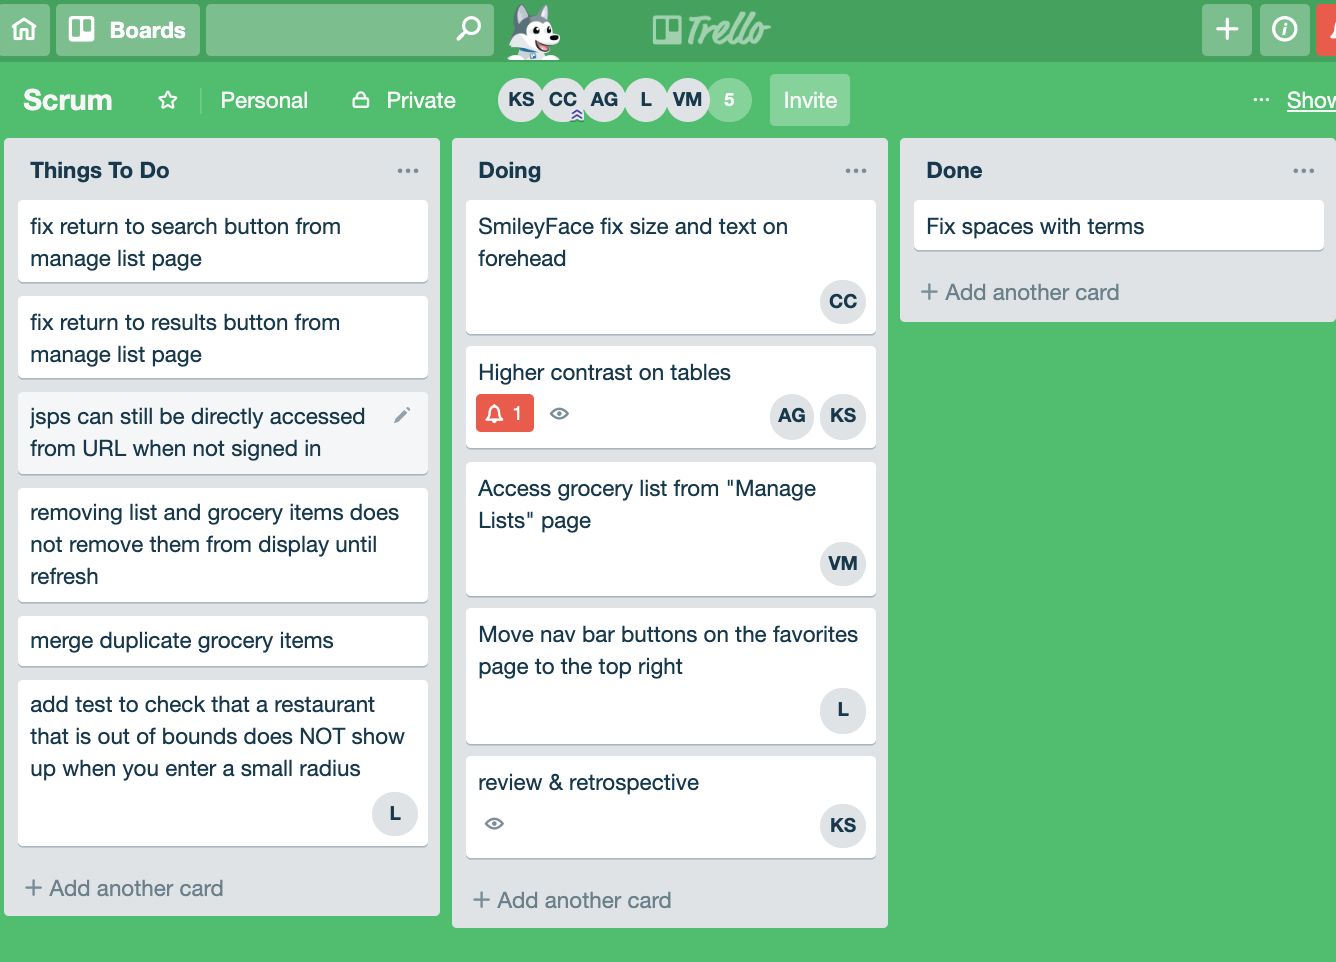 Boards
Trello
Scrum
Personal
Private
KS CC AG L VM 5
Invite
... Show
Things To Do ...
fix return to search button from
manage list page
fix return to results button from
manage list page
jsps can still be directly accessed
from URL when not signed in
removing list and grocery items does
not remove them from display until
refresh
merge duplicate grocery items
add test to check that a restaurant
that is out of bounds does NOT show
up when you enter a small radius
L
+ Add another card
Doing ...
SmileyFace fix size and text on
forehead
CC
Higher contrast on tables
1
AG KS
Access grocery list from "Manage
Lists" page
VM
Move nav bar buttons on the favorites
page to the top right
L
review & retrospective
KS
+ Add another card
Done ...
Fix spaces with terms
+ Add another card